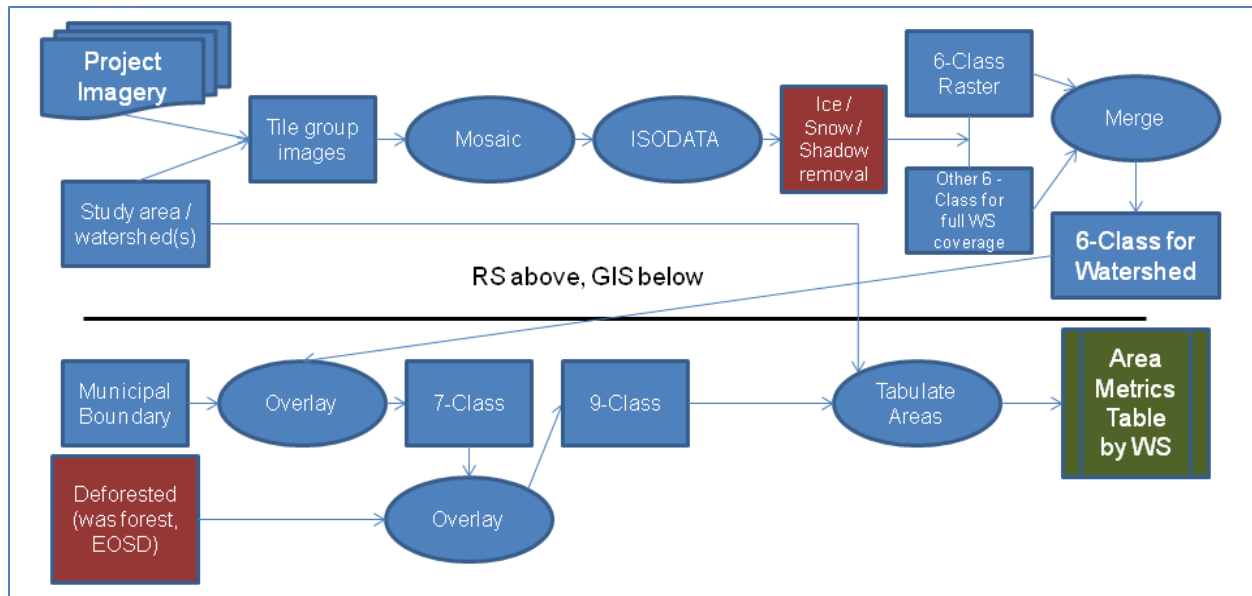 Project
Imagery
Tile group
images
Mosaic
ISODATA
Ice /
Snow /
Shadow
removal
6-Class
Raster
Merge
Study area /
watershed(s)
Other 6 -
Class for
full WS
coverage
6-Class for
Watershed
RS above, GIS below
Municipal
Boundary
Overlay
7-Class
9-Class
Tabulate
Areas
Area
Metrics
Table
by WS
Deforested
(was forest,
EOSD)
Overlay